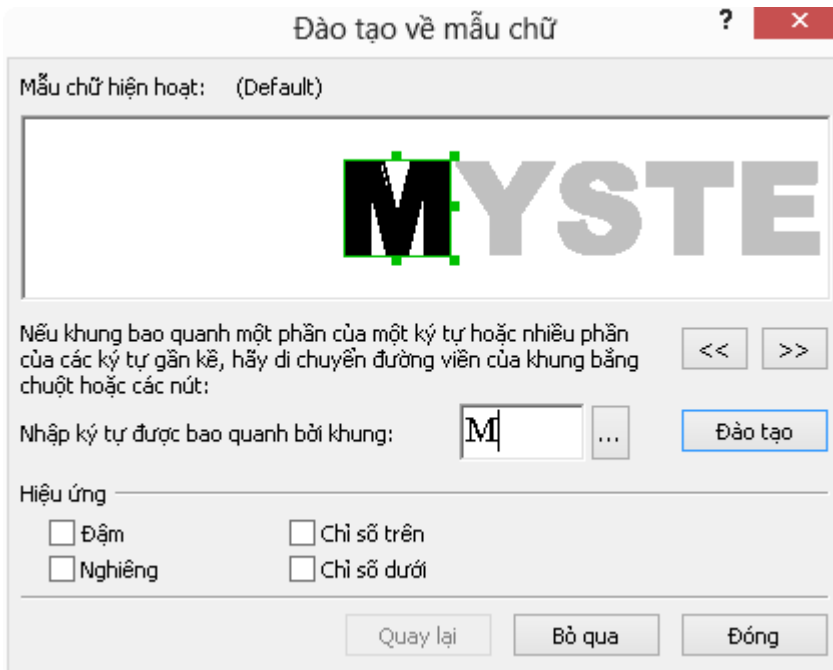 Đào tạo về mẫu chữ
Mẫu chữ hiện hoạt: (Default)
MYSTE
Nếu khung bao quanh một phần của một ký tự hoặc nhiều phần
của các ký tự gần kề, hãy di chuyển đường viền của khung bằng
chuột hoặc các nút:
<< >>
Nhập ký tự được bao quanh bởi khung: M ... Đào tạo
Hiệu ứng
Đậm Chỉ số trên
Nghiêng Chỉ số dưới
Quay lại Bỏ qua Đóng